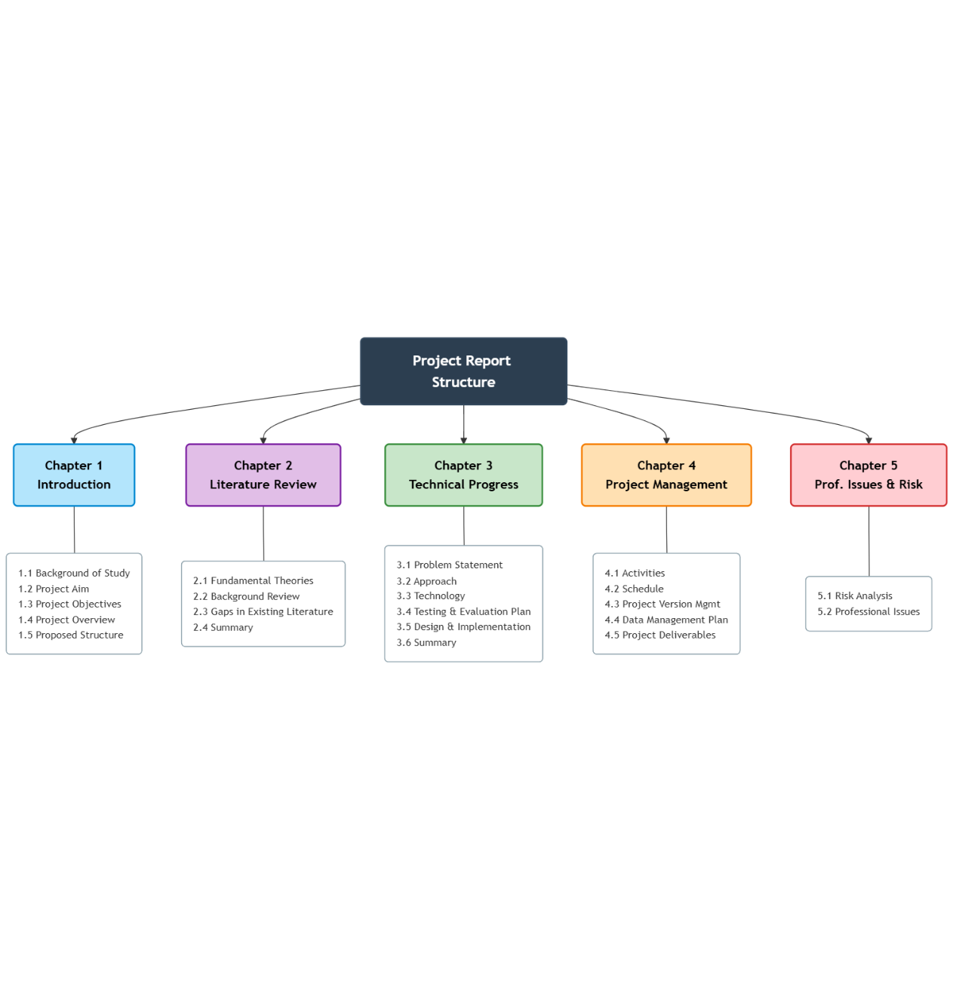 Project Report
Structure
Chapter 1
Introduction
Chapter 2
Literature Review
Chapter 3
Technical Progress
Chapter 4
Project Management
Chapter 5
Prof. Issues & Risk
1.1 Background of Study
1.2 Project Aim
1.3 Project Objectives
1.4 Project Overview
1.5 Proposed Structure
2.1 Fundamental Theories
2.2 Background Review
2.3 Gaps in Existing Literature
2.4 Summary
3.1 Problem Statement
3.2 Approach
3.3 Technology
3.4 Testing & Evaluation Plan
3.5 Design & Implementation
3.6 Summary
4.1 Activities
4.2 Schedule
4.3 Project Version Mgmt
4.4 Data Management Plan
4.5 Project Deliverables
5.1 Risk Analysis
5.2 Professional Issues